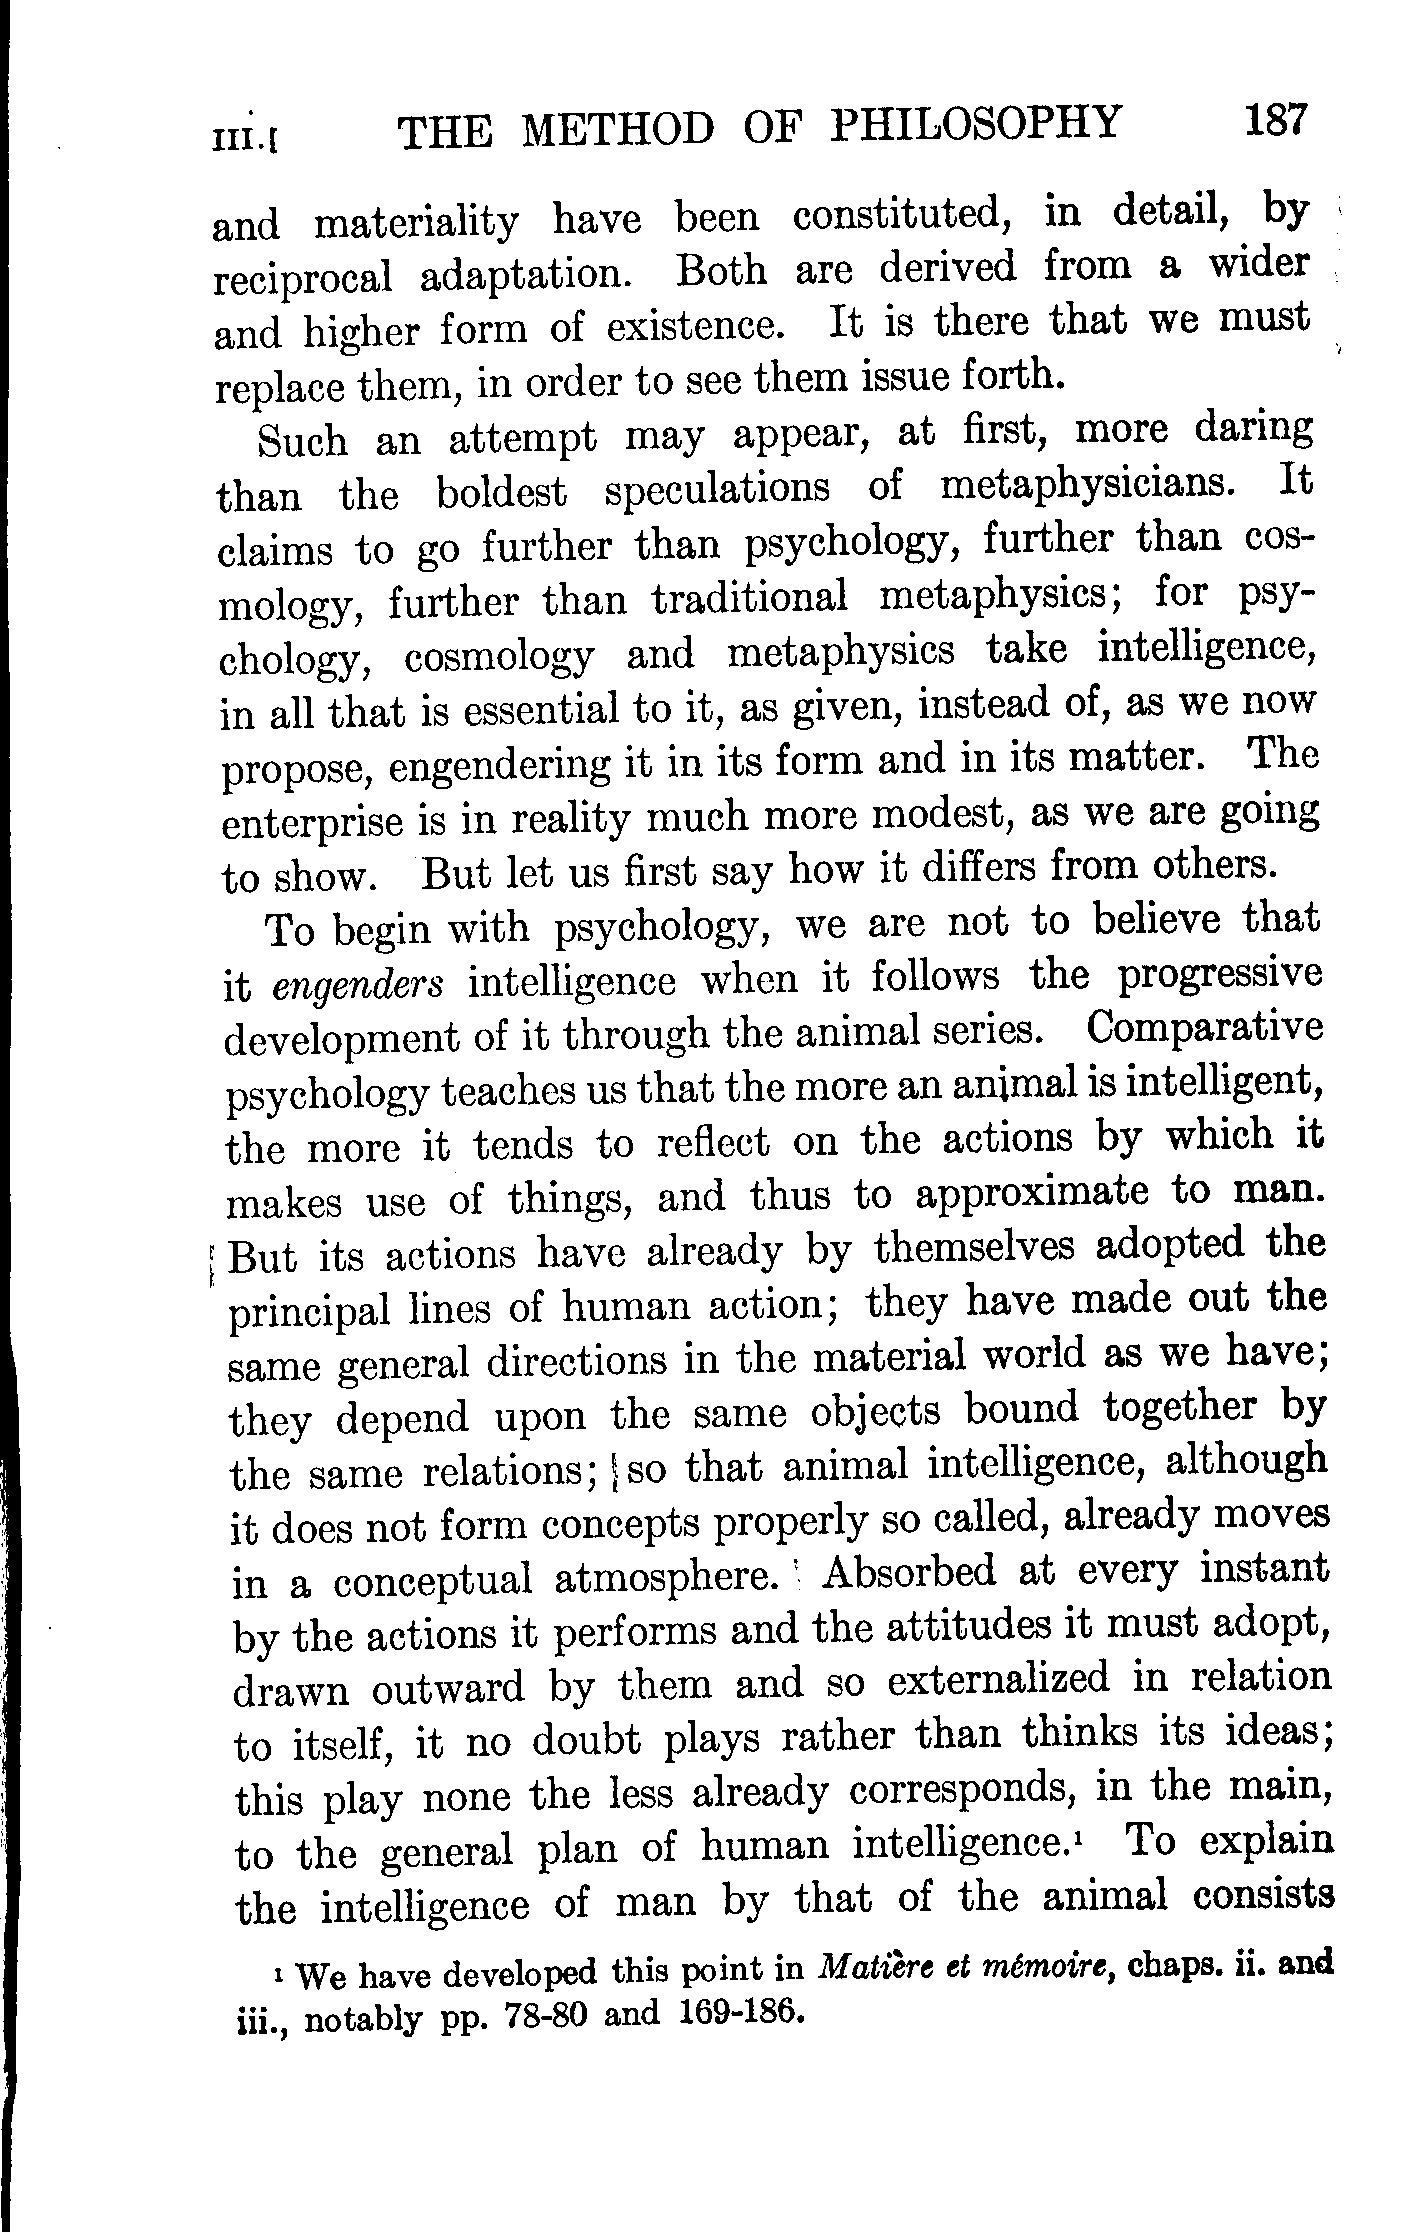 III.] THE METHOD OF PHILOSOPHY 187
and materiality have been constituted, in detail, by
reciprocal adaptation. Both are derived from a wider
and higher form of existence. It is there that we must
replace them, in order to see them issue forth.
Such an attempt may appear, at first, more daring
than the boldest speculations of metaphysicians. It
claims to go further than psychology, further than cos-
mology, further than traditional metaphysics; for psy-
chology, cosmology and metaphysics take intelligence,
in all that is essential to it, as given, instead of, as we now
propose, engendering it in its form and in its matter. The
enterprise is in reality much more modest, as we are going
to show. But let us first say how it differs from others.
To begin with psychology, we are not to believe that
it engenders intelligence when it follows the progressive
development of it through the animal series. Comparative
psychology teaches us that the more an animal is intelligent,
the more it tends to reflect on the actions by which it
makes use of things, and thus to approximate to man.
But its actions have already by themselves adopted the
principal lines of human action; they have made out the
same general directions in the material world as we have;
they depend upon the same objects bound together by
the same relations; so that animal intelligence, although
it does not form concepts properly so called, already moves
in a conceptual atmosphere. Absorbed at every instant
by the actions it performs and the attitudes it must adopt,
drawn outward by them and so externalized in relation
to itself, it no doubt plays rather than thinks its ideas;
this play none the less already corresponds, in the main,
to the general plan of human intelligence.¹ To explain
the intelligence of man by that of the animal consists
¹ We have developed this point in Matière et mémoire, chaps. ii. and
iii., notably pp. 78-80 and 169-186.